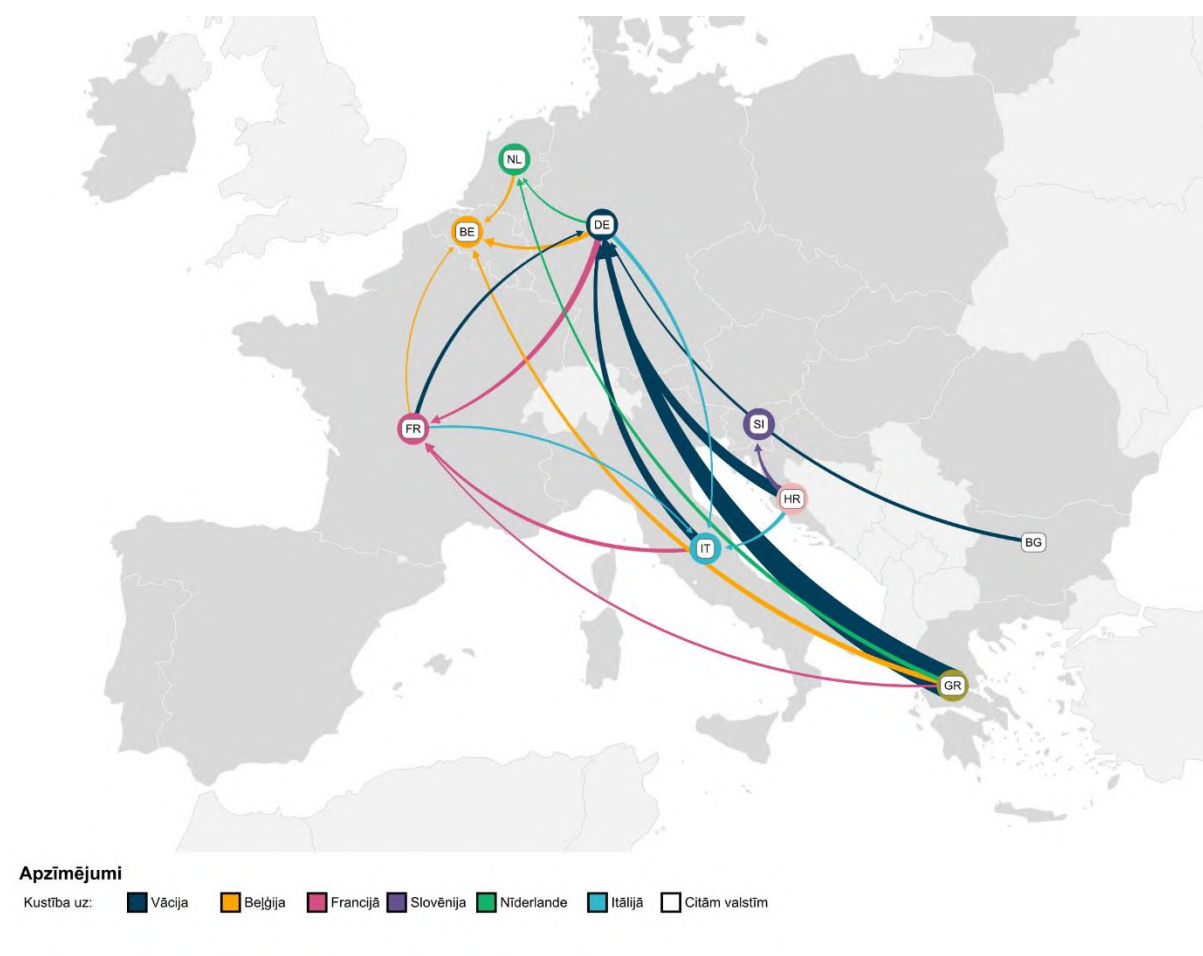 NL
BE
DE
FR
SI
HR
IT
BG
GR
Apzīmējumi
Kustība uz: Vācija Beļģija Francijā Slovēnija Nīderlande Itālijā Citām valstīm